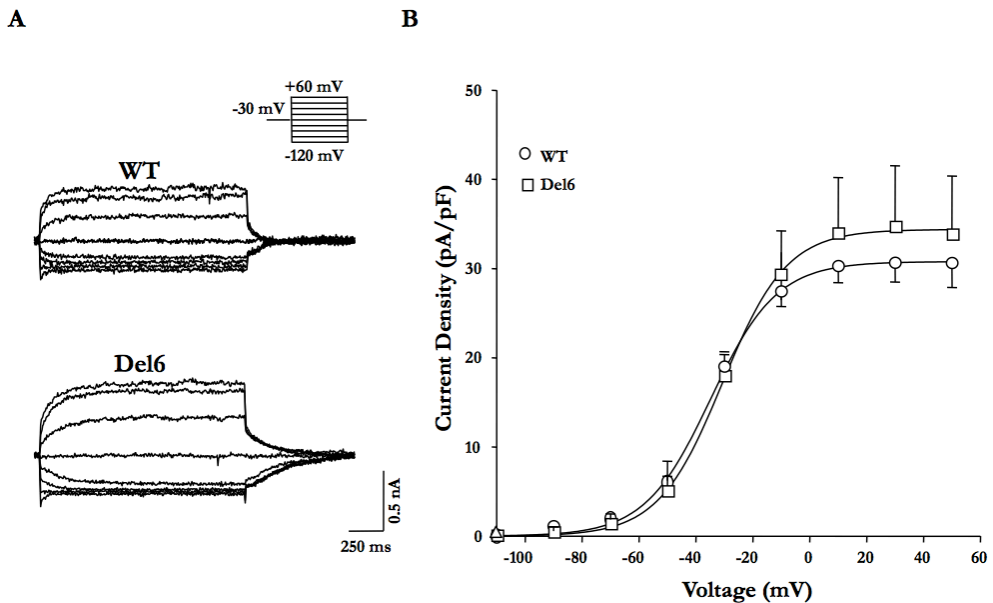 A
B
+60 mV
-30 mV
-120 mV
WT
Del6
0.5 nA
250 ms
50
40
30
20
10
0
WT
Del6
Current Density (pA/pF)
-100 -80 -60 -40 -20 0 20 40 60
Voltage (mV)